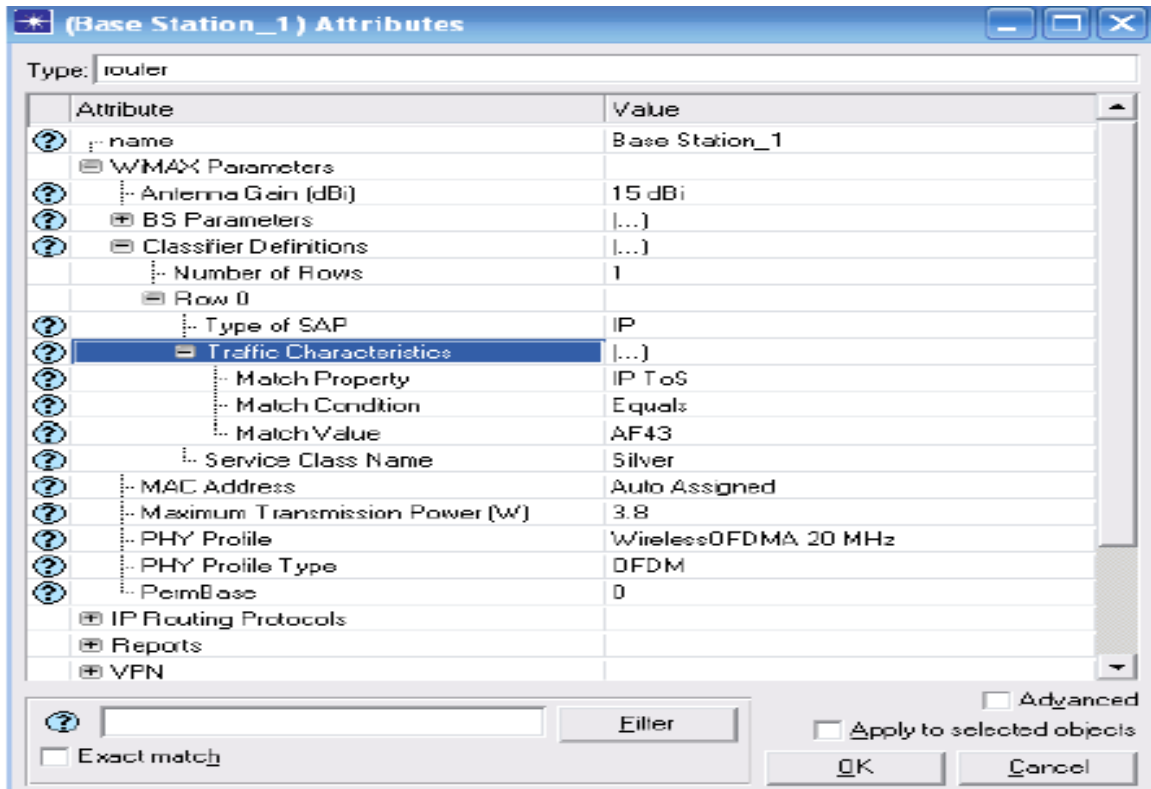 (Base Station_1) Attributes
Type: router
Attribute Value
name Base Station_1
WiMAX Parameters
Antenna Gain (dBi) 15 dBi
BS Parameters (...)
Classifier Definitions (...)
Number of Rows 1
Row 0
Type of SAP IP
Traffic Characteristics (...)
Match Property IP ToS
Match Condition Equals
Match Value AF43
Service Class Name Silver
MAC Address Auto Assigned
Maximum Transmission Power (W) 3.8
PHY Profile WirelessOFDMA 20 MHz
PHY Profile Type OFDM
PermBase 0
IP Routing Protocols
Reports
VPN
Advanced
Filter
Apply to selected objects
Exact match
OK Cancel